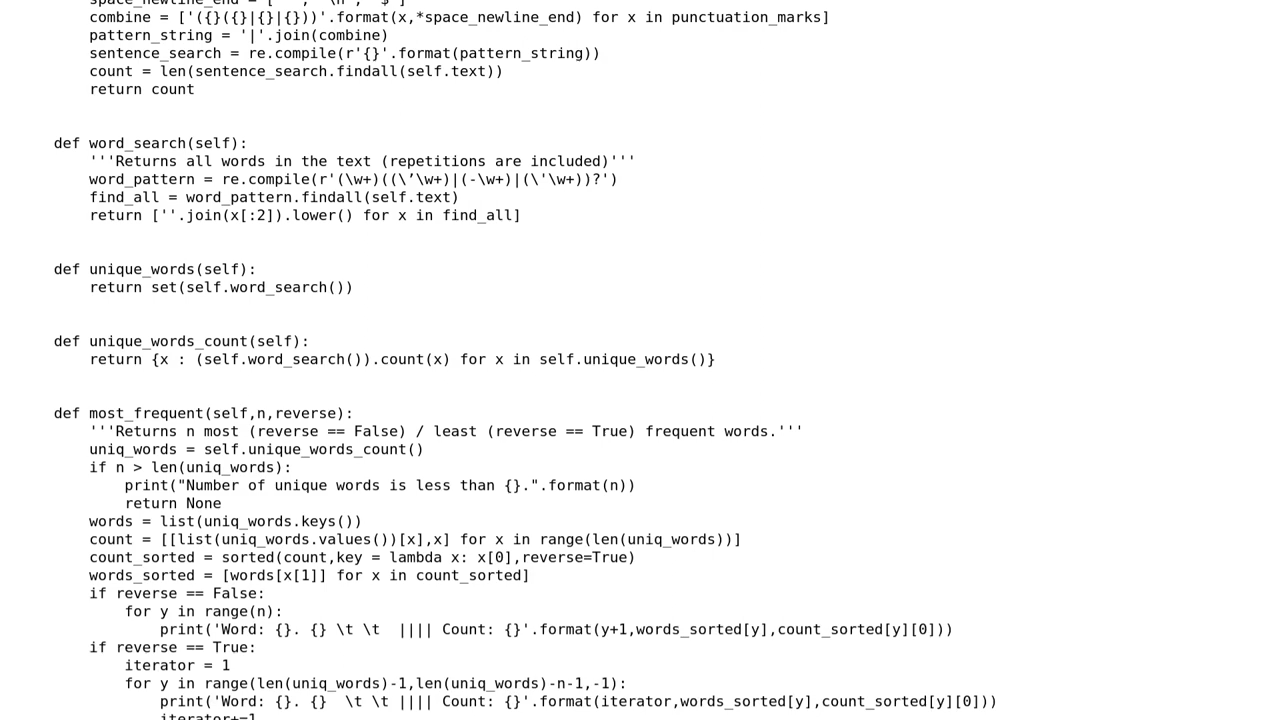 combine = ['({}({}|{}|{}))'.format(x,*space_newline_end) for x in punctuation_marks]
pattern_string = '|'.join(combine)
sentence_search = re.compile(r'{}'.format(pattern_string))
count = len(sentence_search.findall(self.text))
return count
def word_search(self):
'''Returns all words in the text (repetitions are included)'''
word_pattern = re.compile(r'(\w+)((\’\w+)|(-\w+)|(\'\w+))?')
find_all = word_pattern.findall(self.text)
return [''.join(x[:2]).lower() for x in find_all]
def unique_words(self):
return set(self.word_search())
def unique_words_count(self):
return {x : (self.word_search()).count(x) for x in self.unique_words()}
def most_frequent(self,n,reverse):
'''Returns n most (reverse == False) / least (reverse == True) frequent words.'''
uniq_words = self.unique_words_count()
if n > len(uniq_words):
print("Number of unique words is less than {}.".format(n))
return None
words = list(uniq_words.keys())
count = [[list(uniq_words.values())[x],x] for x in range(len(uniq_words))]
count_sorted = sorted(count,key = lambda x: x[0],reverse=True)
words_sorted = [words[x[1]] for x in count_sorted]
if reverse == False:
for y in range(n):
print('Word: {}. {} \t \t  |||| Count: {}'.format(y+1,words_sorted[y],count_sorted[y][0]))
if reverse == True:
iterator = 1
for y in range(len(uniq_words)-1,len(uniq_words)-n-1,-1):
print('Word: {}. {}  \t \t |||| Count: {}'.format(iterator,words_sorted[y],count_sorted[y][0]))
iterator+=1